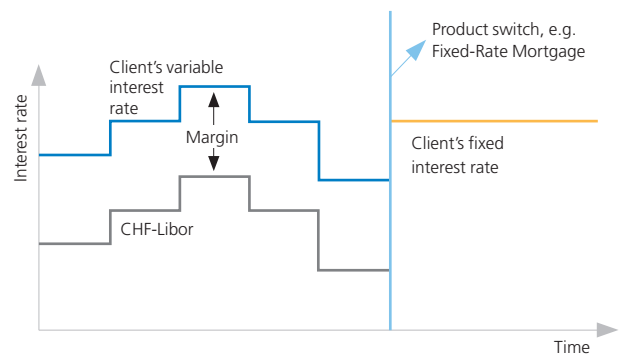 Product switch, e.g.
Fixed-Rate Mortgage
Client’s variable
interest
rate
Interest rate
Margin
Client’s fixed
interest rate
CHF-Libor
Time